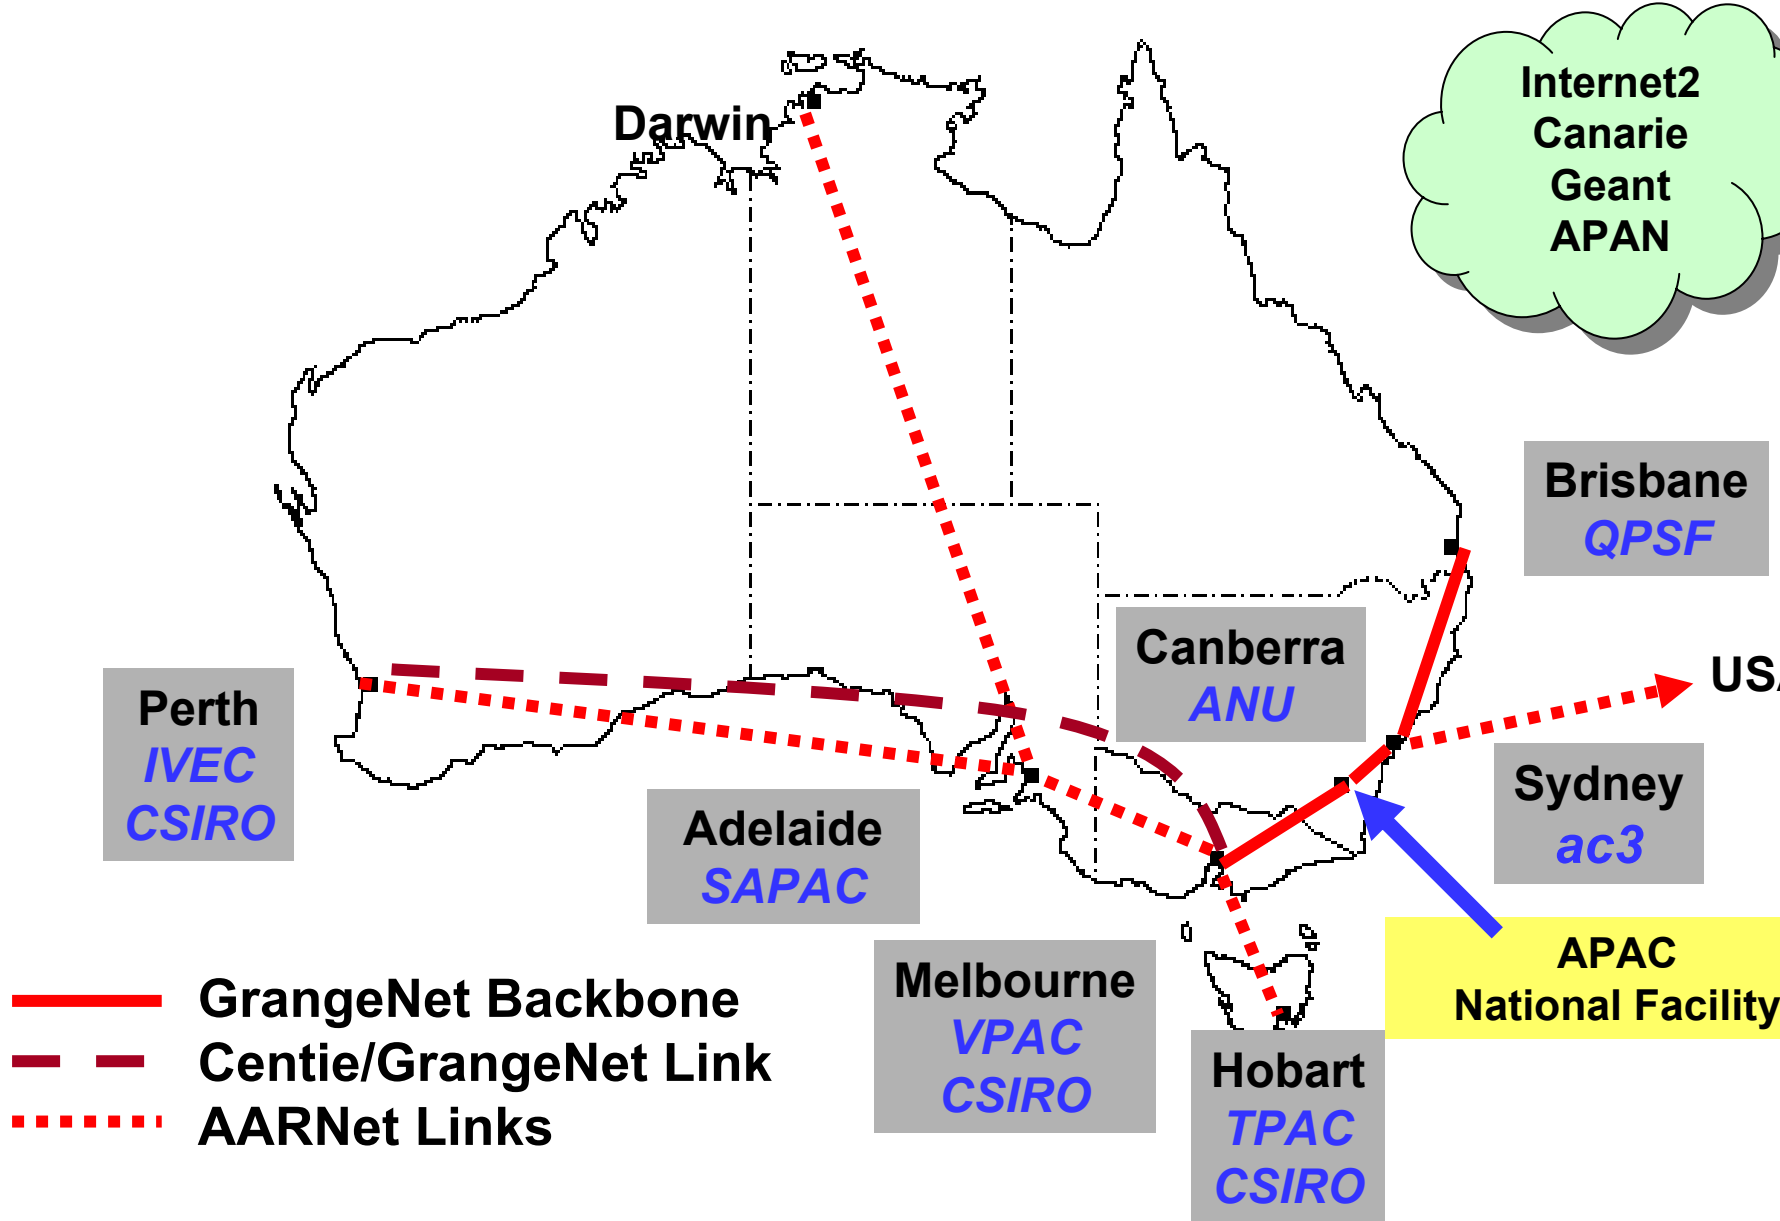 Internet2
Canarie
Geant
APAN
Darwin
Brisbane
QPSF
Canberra
ANU
USA
Perth
IVEC
CSIRO
Sydney
ac3
Adelaide
SAPAC
APAC
National Facility
Melbourne
VPAC
CSIRO
Hobart
TPAC
CSIRO
GrangeNet Backbone
Centie/GrangeNet Link
AARNet Links